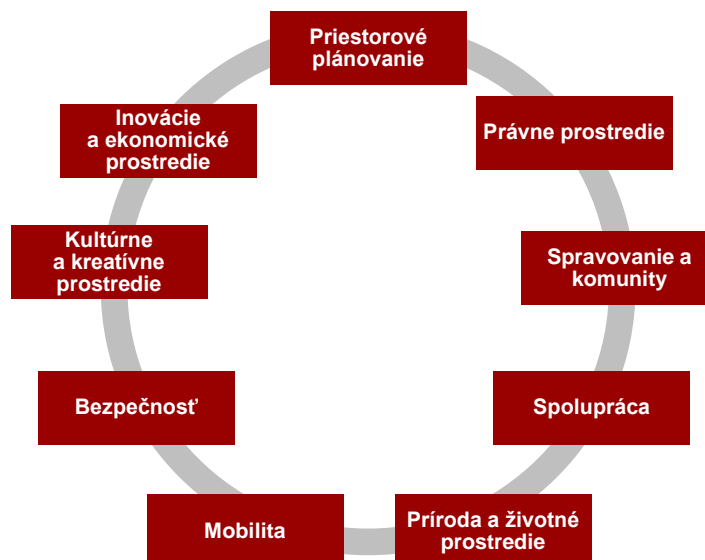 Priestorové
plánovanie
Právne prostredie
Spravovanie a
komunity
Spolupráca
Príroda a životné
prostredie
Mobilita
Bezpečnosť
Kultúrne
a kreatívne
prostredie
Inovácie
a ekonomické
prostredie